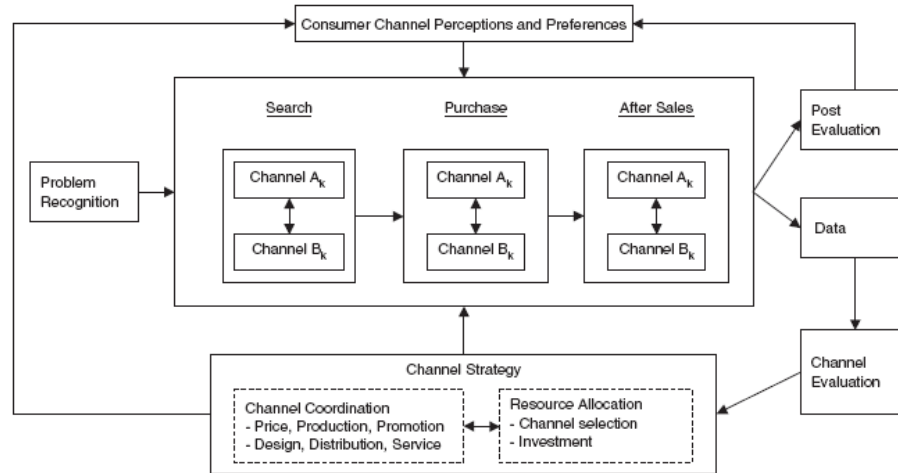 Consumer Channel Perceptions and Preferences
Search
Purchase
After Sales
Post
Evaluation
Problem
Recognition
Channel Ak
Channel Ak
Channel Ak
Channel Bk
Channel Bk
Channel Bk
Data
Channel
Evaluation
Channel Strategy
Channel Coordination
- Price, Production, Promotion
- Design, Distribution, Service
Resource Allocation
- Channel selection
- Investment